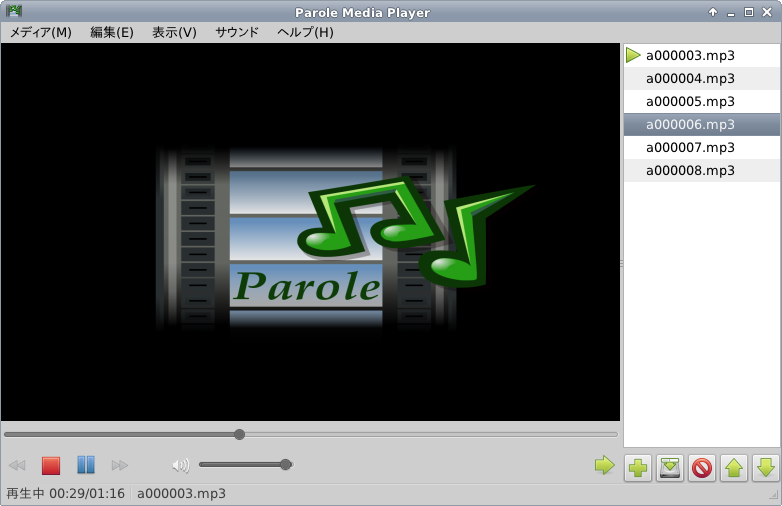 Parole Media Player
メディア(M) 編集(E) 表示(V) サウンド ヘルプ(H)
a000003.mp3
a000004.mp3
a000005.mp3
a000006.mp3
a000007.mp3
a000008.mp3
Parole
再生中 00:29/01:16 a000003.mp3